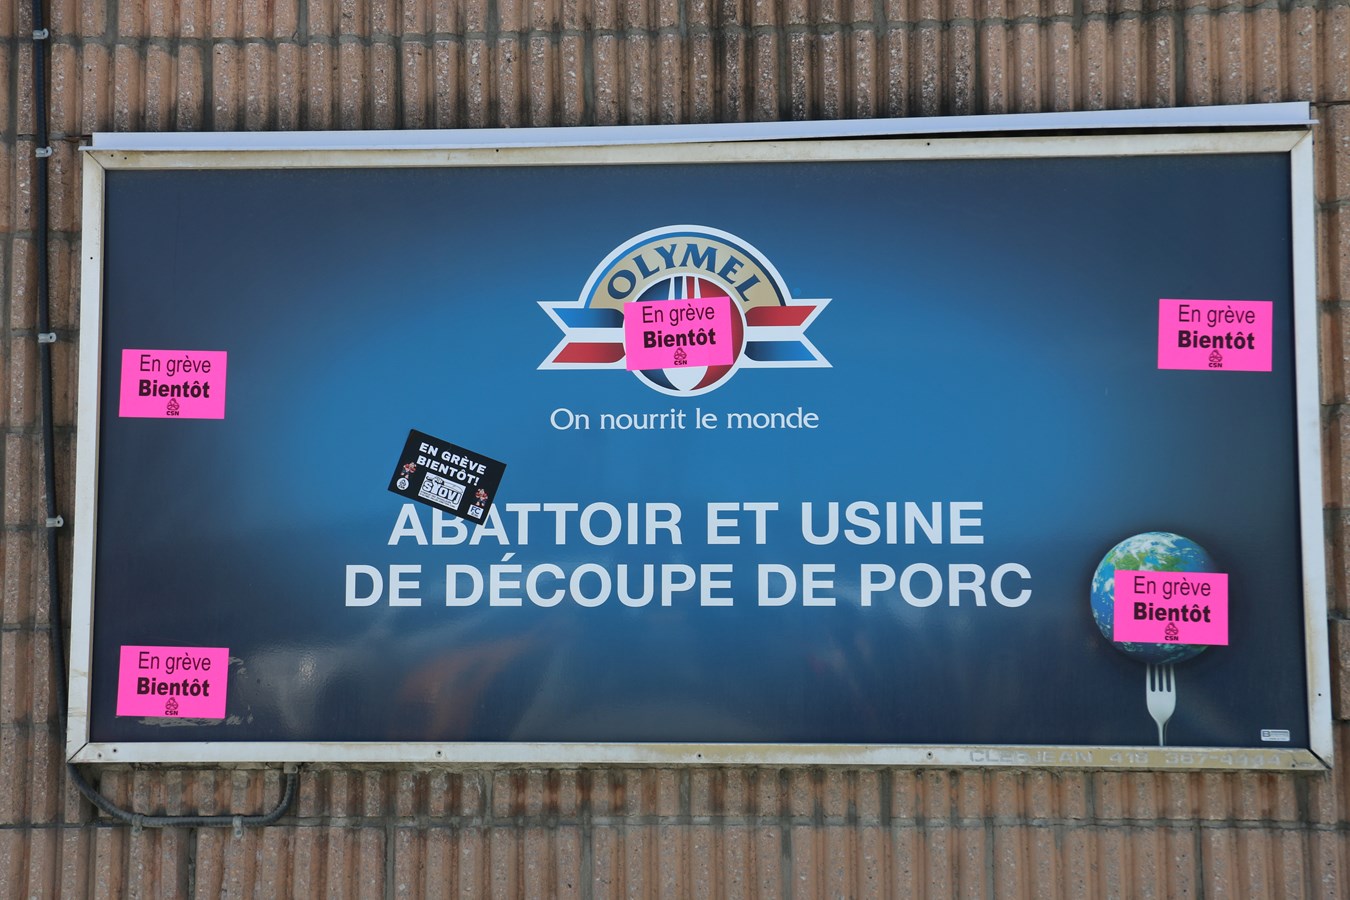 OLYMEL
En grève
Bientôt
CSN
On nourrit le monde
En grève
Bientôt
CSN
En grève
Bientôt
CSN
EN GRÈVE
BIENTÔT!
ABATTOIR ET USINE
DE DÉCOUPE DE PORC
En grève
Bientôt
CSN
En grève
Bientôt
CSN